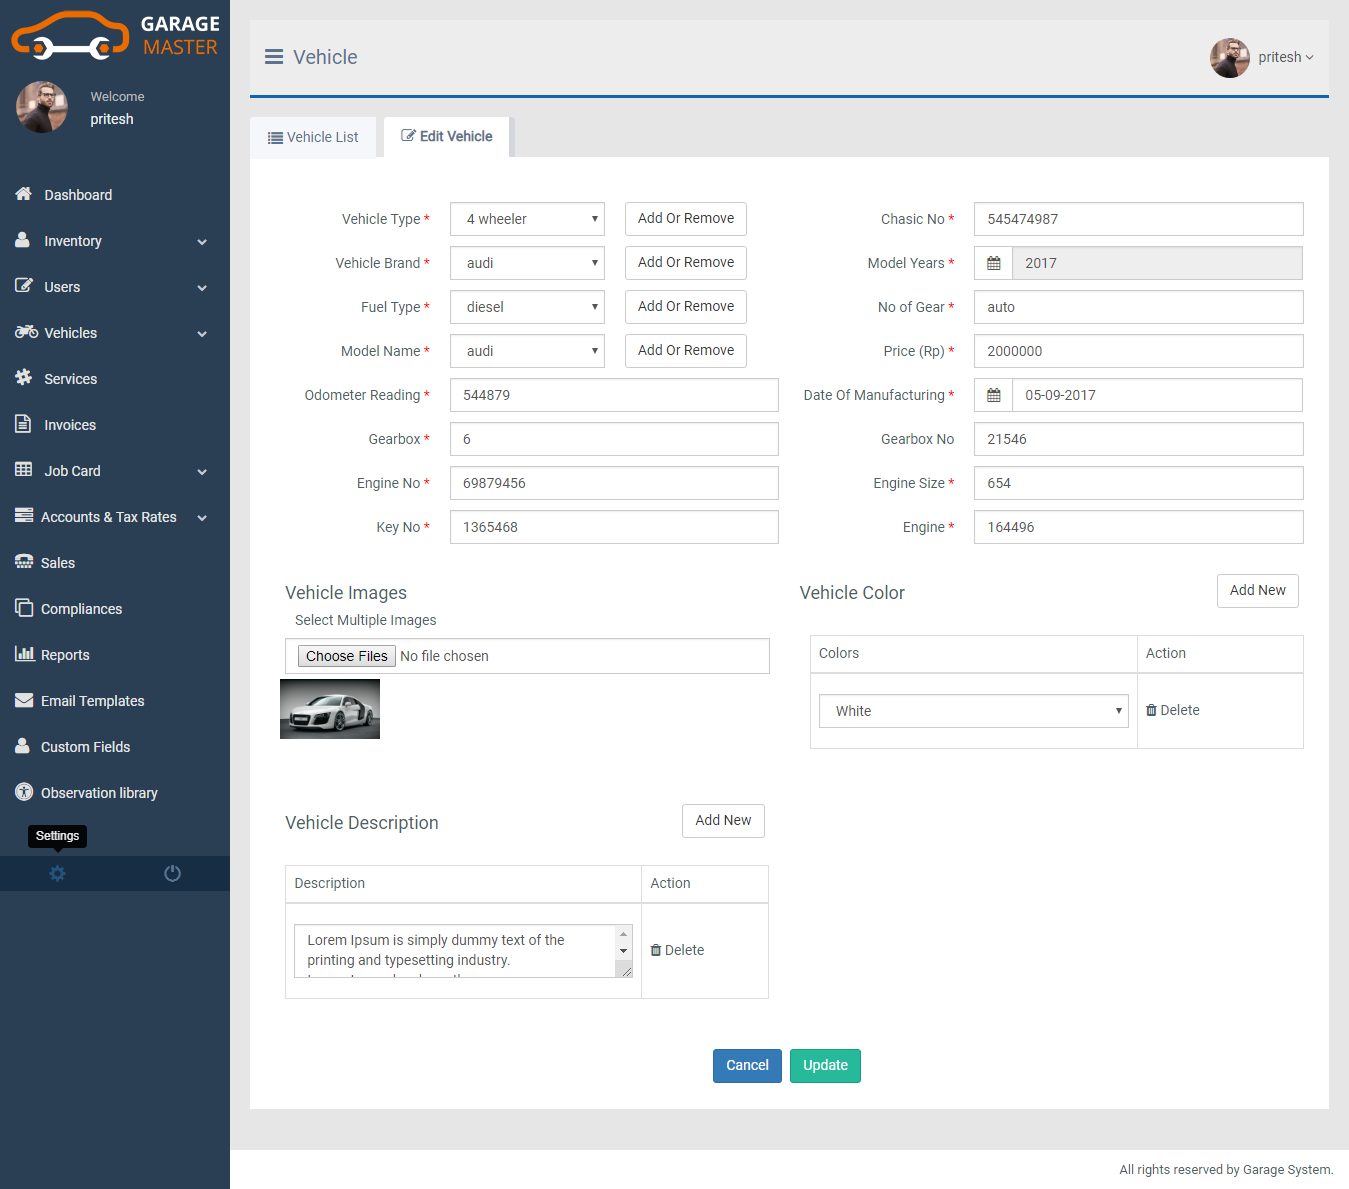 GARAGE
MASTER
Welcome
pritesh
Dashboard
Inventory
Users
Vehicles
Services
Invoices
Job Card
Accounts & Tax Rates
Sales
Compliances
Reports
Email Templates
Custom Fields
Observation library
Settings
Vehicle
pritesh
Vehicle List
Edit Vehicle
Vehicle Type * 4 wheeler Add Or Remove
Chasic No * 545474987
Vehicle Brand * audi Add Or Remove
Model Years * 2017
Fuel Type * diesel Add Or Remove
No of Gear * auto
Model Name * audi Add Or Remove
Price (Rp) * 2000000
Odometer Reading * 544879
Date Of Manufacturing * 05-09-2017
Gearbox * 6
Gearbox No 21546
Engine No * 69879456
Engine Size * 654
Key No * 1365468
Engine * 164496
Vehicle Images
Select Multiple Images
Choose Files No file chosen
Vehicle Color
Add New
Colors Action
White Delete
Vehicle Description
Add New
Description Action
Lorem Ipsum is simply dummy text of the
printing and typesetting industry.
Delete
Cancel Update
All rights reserved by Garage System.